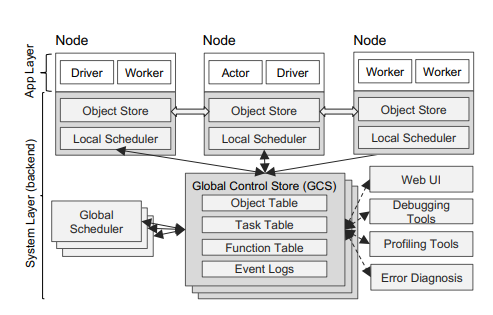 Node
Node
Node
App Layer
Driver
Worker
Actor
Driver
Worker
Worker
Object Store
Object Store
Object Store
Local Scheduler
Local Scheduler
Local Scheduler
System Layer (backend)
Global Control Store (GCS)
Object Table
Task Table
Function Table
Event Logs
Global
Scheduler
Web UI
Debugging
Tools
Profiling Tools
Error Diagnosis